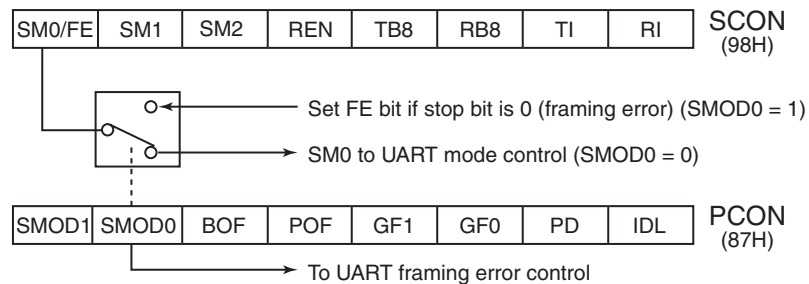 SM0/FE SM1 SM2 REN TB8 RB8 TI RI SCON
(98H)
Set FE bit if stop bit is 0 (framing error) (SMOD0 = 1)
SM0 to UART mode control (SMOD0 = 0)
SMOD1 SMOD0 BOF POF GF1 GF0 PD IDL PCON
(87H)
To UART framing error control